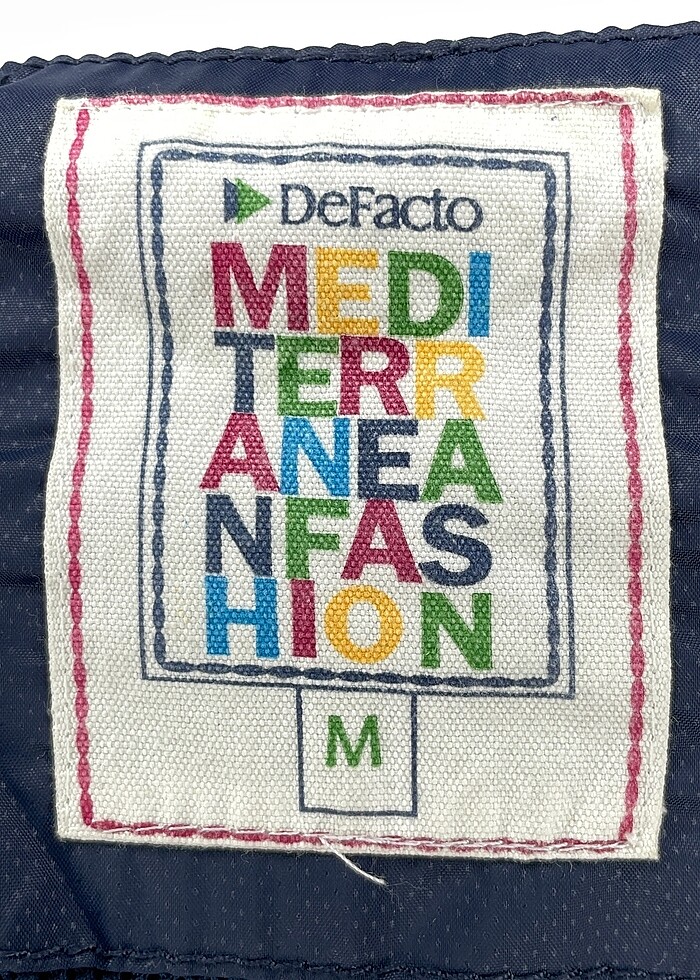 DeFacto
MEDI
TERR
ANEA
NFAS
HION
M